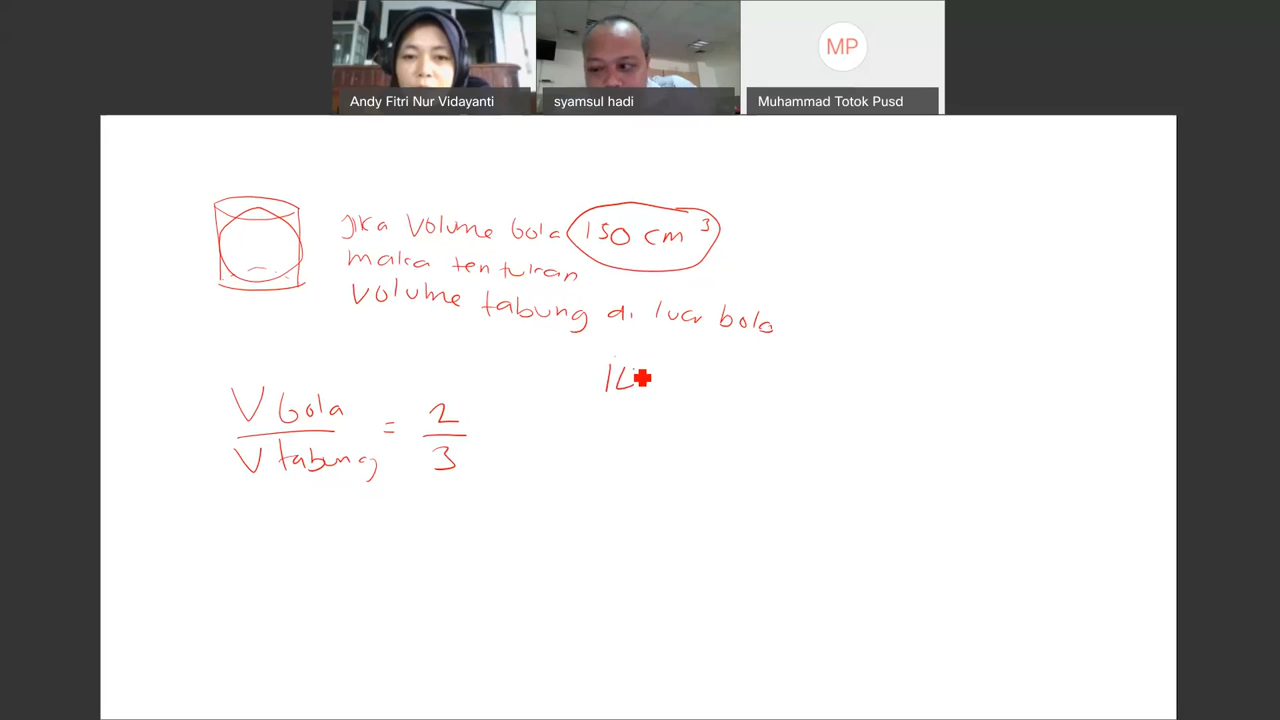 MP
Andy Fitri Nur Vidayanti
syamsul hadi
Muhammad Totok Pusd
Jika Volume bola 150 cm³
maka tentukan
Volume tabung di luar bola
V bola / V tabung = 2 / 3